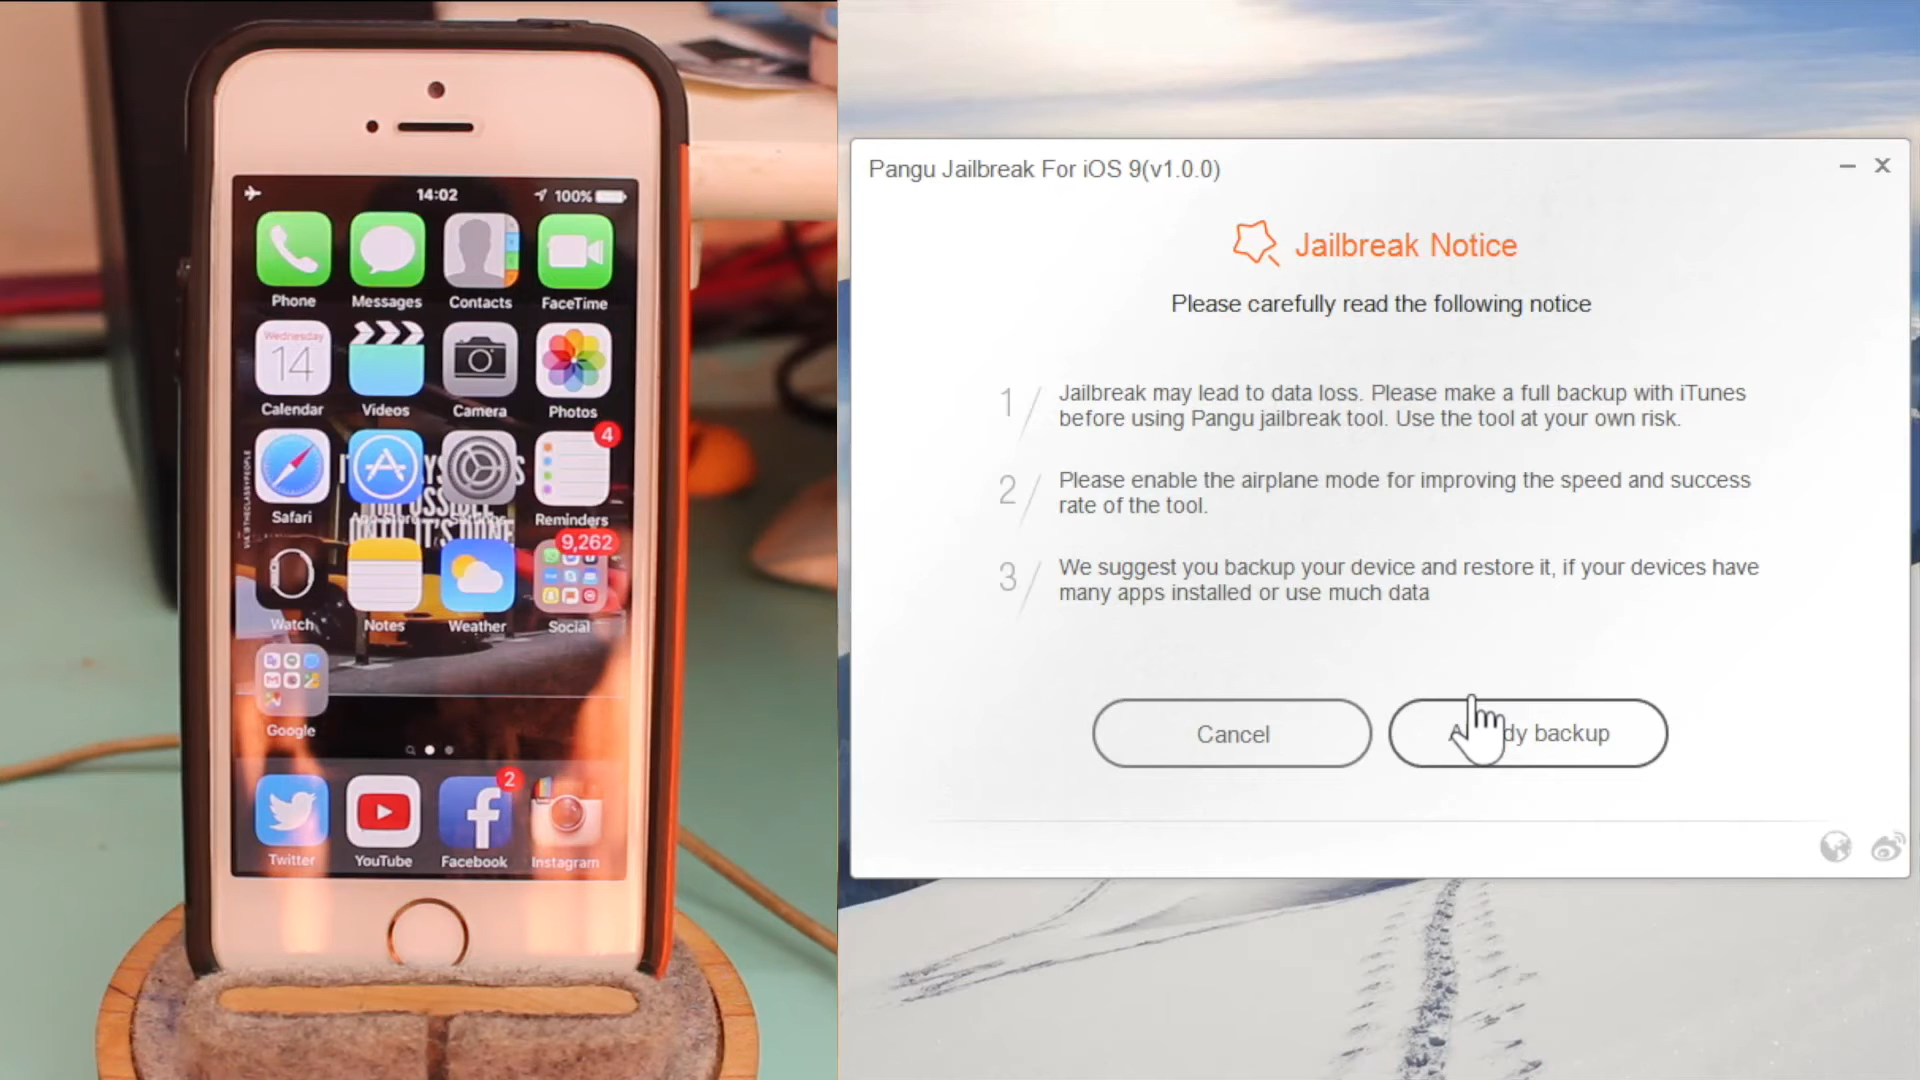 14:02
100%
Phone
Messages
Contacts
FaceTime
Wednesday
14
Calendar
Videos
Camera
Photos
4
Safari
Reminders
9,262
Watch
Notes
Weather
Social
Google
2
Twitter
YouTube
Facebook
Instagram
Pangu Jailbreak For iOS 9(v1.0.0)
Jailbreak Notice
Please carefully read the following notice
1
Jailbreak may lead to data loss. Please make a full backup with iTunes
before using Pangu jailbreak tool. Use the tool at your own risk.
2
Please enable the airplane mode for improving the speed and success
rate of the tool.
3
We suggest you backup your device and restore it, if your devices have
many apps installed or use much data
Cancel
backup